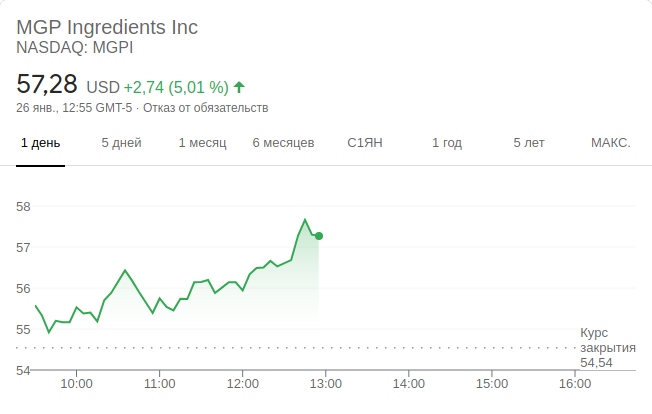 MGP Ingredients Inc
NASDAQ: MGPI
57,28 USD +2,74 (5,01 %)
26 янв., 12:55 GMT-5 · Отказ от обязательств
1 день 5 дней 1 месяц 6 месяцев С1ЯН 1 год 5 лет МАКС.
58
57
56
55
Курс
закрытия
54,54
54
10:00 11:00 12:00 13:00 14:00 15:00 16:00